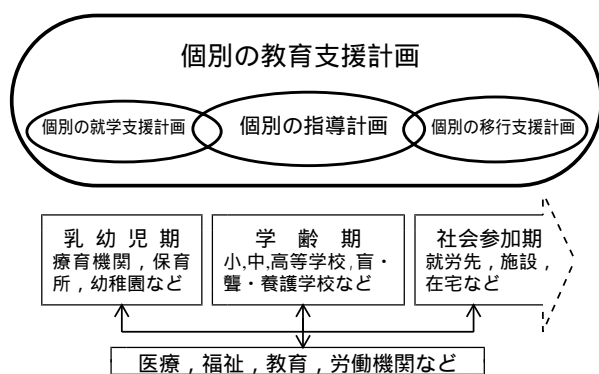 個別の教育支援計画
個別の就学支援計画
個別の指導計画
個別の移行支援計画
乳幼児期
療育機関，保育
所，幼稚園など
学齢期
小,中,高等学校,盲・
聾・養護学校など
社会参加期
就労先，施設，
在宅など
医療，福祉，教育，労働機関など